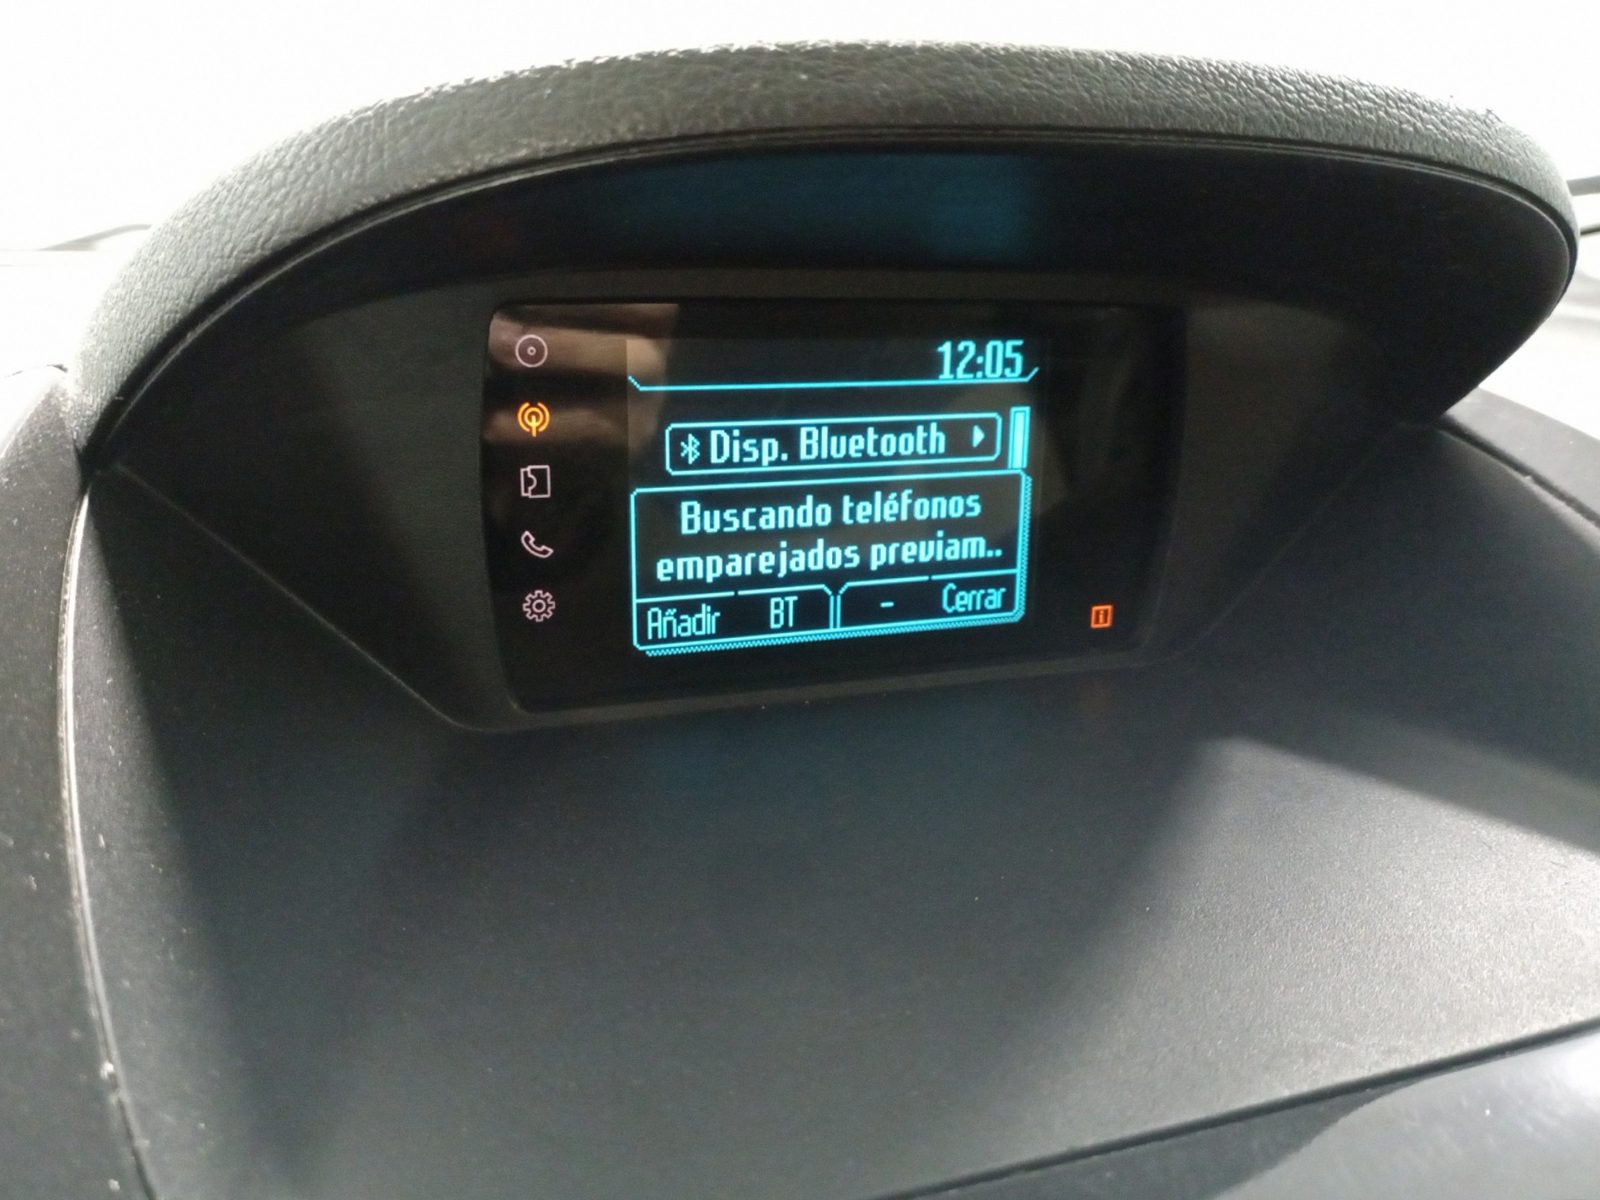 12:05
Disp. Bluetooth
Buscando teléfonos
emparejados previam..
Añadir BT - Cerrar